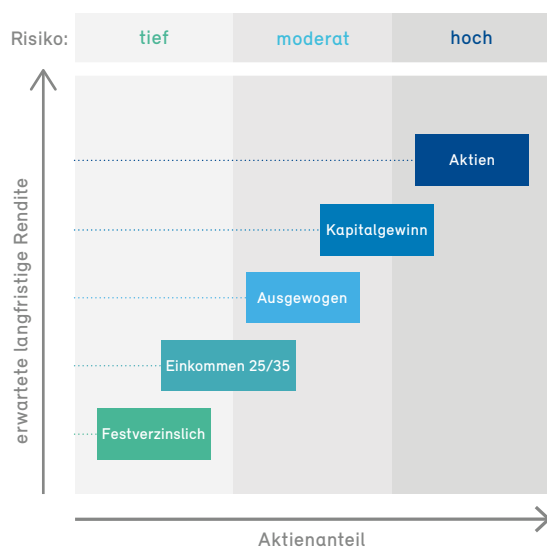 Risiko: tief moderat hoch
Aktien
Kapitalgewinn
Ausgewogen
Einkommen 25/35
Festverzinslich
erwartete langfristige Rendite
Aktienanteil